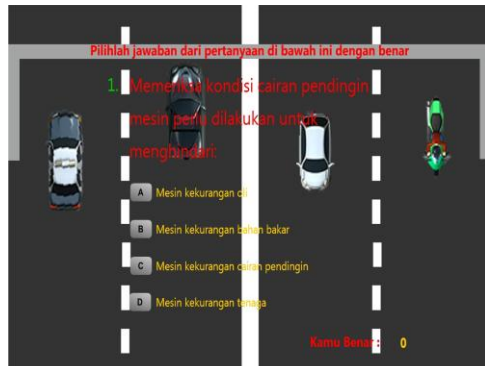 Pilihlah jawaban dari pertanyaan di bawah ini dengan benar
1. Memeriksa kondisi cairan pendingin
mesin perlu dilakukan untuk
menghindari:
A Mesin kekurangan oli
B Mesin kekurangan bahan bakar
C Mesin kekurangan cairan pendingin
D Mesin kekurangan tenaga
Kamu Benar : 0